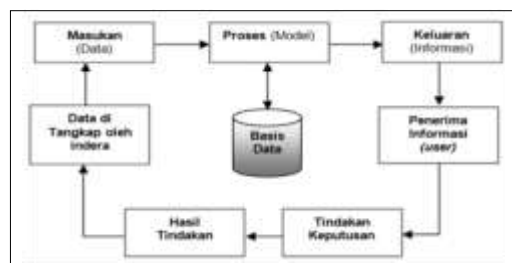 Masukan
(Data)
Proses (Model)
Keluaran
(Informasi)
Data di
Tangkap oleh
indera
Basis
Data
Penerima
Informasi
(user)
Hasil
Tindakan
Tindakan
Keputusan